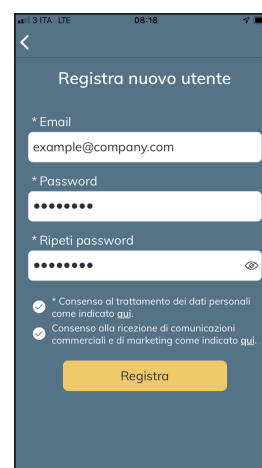 3 ITA LTE 08:18
Registra nuovo utente
* Email
example@company.com
* Password
••••••••
* Ripeti password
••••••••
* Consenso al trattamento dei dati personali
come indicato qui.
Consenso alla ricezione di comunicazioni
commerciali e di marketing come indicato qui.
Registra